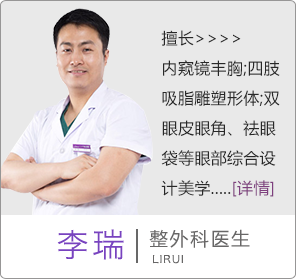 擅长>>>>
内窥镜丰胸;四肢
吸脂雕塑形体;双
眼皮眼角、祛眼
袋等眼部综合设
计美学.....[详情]
李瑞
整外科医生
LIRUI